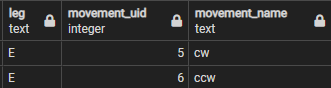 leg movement_uid movement_name
text integer text
E 5 cw
E 6 ccw